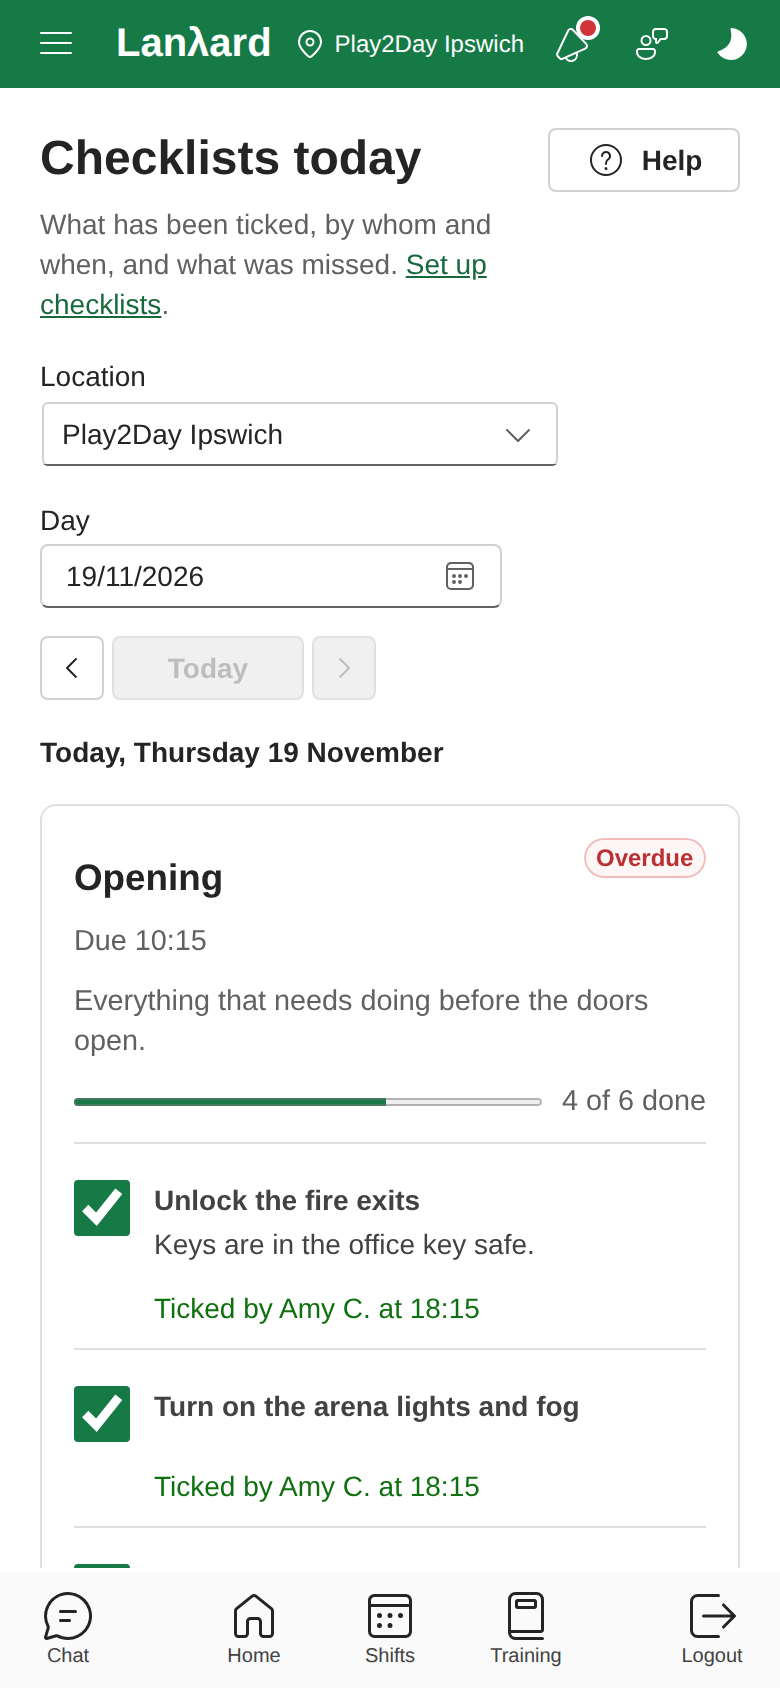 Lanλard
Play2Day Ipswich
Checklists today
Help
What has been ticked, by whom and
when, and what was missed. Set up
checklists.
Location
Play2Day Ipswich
Day
19/11/2026
Today
Today, Thursday 19 November
Opening
Overdue
Due 10:15
Everything that needs doing before the doors
open.
4 of 6 done
Unlock the fire exits
Keys are in the office key safe.
Ticked by Amy C. at 18:15
Turn on the arena lights and fog
Ticked by Amy C. at 18:15
Chat
Home
Shifts
Training
Logout